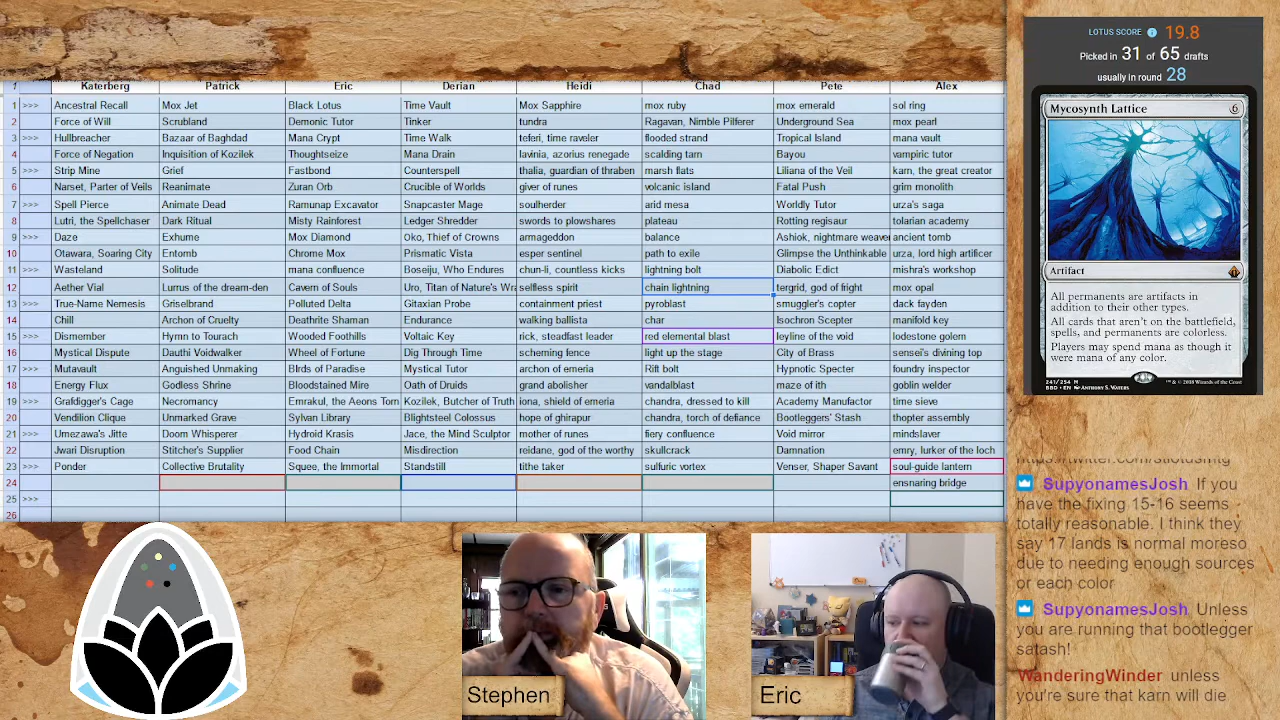 1 Katerberg Patrick Eric Derian Heidi Chad Pete Alex
1 >>> Ancestral Recall Mox Jet Black Lotus Time Vault Mox Sapphire mox ruby mox emerald sol ring
2 Force of Will Scrubland Demonic Tutor Tinker tundra Ragavan, Nimble Pilferer Underground Sea mox pearl
3 >>> Hullbreacher Bazaar of Baghdad Mana Crypt Time Walk teferi, time raveler flooded strand Tropical Island mana vault
4 Force of Negation Inquisition of Kozilek Thoughtseize Mana Drain lavinia, azorius renegade scalding tarn Bayou vampiric tutor
5 >>> Strip Mine Grief Fastbond Counterspell thalia, guardian of thraben marsh flats Liliana of the Veil karn, the great creator
6 Narset, Parter of Veils Reanimate Zuran Orb Crucible of Worlds giver of runes volcanic island Fatal Push grim monolith
7 >>> Spell Pierce Animate Dead Ramunap Excavator Snapcaster Mage soulherder arid mesa Worldly Tutor urza's saga
8 Lutri, the Spellchaser Dark Ritual Misty Rainforest Ledger Shredder swords to plowshares plateau Rotting regisaur tolarian academy
9 >>> Daze Exhume Mox Diamond Oko, Thief of Crowns armageddon balance Ashiok, nightmare weaver ancient tomb
10 Otawara, Soaring City Entomb Chrome Mox Prismatic Vista esper sentinel path to exile Glimpse the Unthinkable urza, lord high artificer
11 >>> Wasteland Solitude mana confluence Boseiju, Who Endures chun-li, countless kicks lightning bolt Diabolic Edict mishra's workshop
12 Aether Vial Lurrus of the dream-den Cavern of Souls Uro, Titan of Nature's Wra selfless spirit chain lightning tergrid, god of fright mox opal
13 >>> True-Name Nemesis Griselbrand Polluted Delta Gitaxian Probe containment priest pyroblast smuggler's copter dack fayden
14 Chill Archon of Cruelty Deathrite Shaman Endurance walking ballista char Isochron Scepter manifold key
15 >>> Dismember Hymn to Tourach Wooded Foothills Voltaic Key rick, steadfast leader red elemental blast leyline of the void lodestone golem
16 Mystical Dispute Dauthi Voidwalker Wheel of Fortune Dig Through Time scheming fence light up the stage City of Brass sensei's divining top
17 >>> Mutavault Anguished Unmaking BIrds of Paradise Mystical Tutor archon of emeria Rift bolt Hypnotic Specter foundry inspector
18 Energy Flux Godless Shrine Bloodstained Mire Oath of Druids grand abolisher vandalblast maze of ith goblin welder
19 >>> Grafdigger's Cage Necromancy Emrakul, the Aeons Torn Kozilek, Butcher of Truth iona, shield of emeria chandra, dressed to kill Academy Manufactor time sieve
20 Vendilion Clique Unmarked Grave Sylvan Library Blightsteel Colossus hope of ghirapur chandra, torch of defiance Bootleggers' Stash thopter assembly
21 >>> Umezawa's Jitte Doom Whisperer Hydroid Krasis Jace, the Mind Sculptor mother of runes fiery confluence Void mirror mindslaver
22 Jwari Disruption Stitcher's Supplier Food Chain Misdirection reidane, god of the worthy skullcrack Damnation emry, lurker of the loch
23 >>> Ponder Collective Brutality Squee, the Immortal Standstill tithe taker sulfuric vortex Venser, Shaper Savant soul-guide lantern
24 ensnaring bridge
25 >>>
26
LOTUS SCORE 19.8
Picked in 31 of 65 drafts
usually in round 28
Mycosynth Lattice 6
Artifact
All permanents are artifacts in
addition to their other types.
All cards that aren't on the battlefield,
spells, and permanents are colorless.
Players may spend mana as though it
were mana of any color.
241/254 M
BBD • EN ANTHONY S. WATERS
https://twitter.com/stlotusmtg
SupyonamesJosh If you
have the fixing 15-16 seems
totally reasonable. I think they
say 17 lands is normal moreso
due to needing enough sources
or each color
SupyonamesJosh Unless
you are running that bootlegger
satash!
WanderingWinder unless
you're sure that karn will die
Stephen
Eric